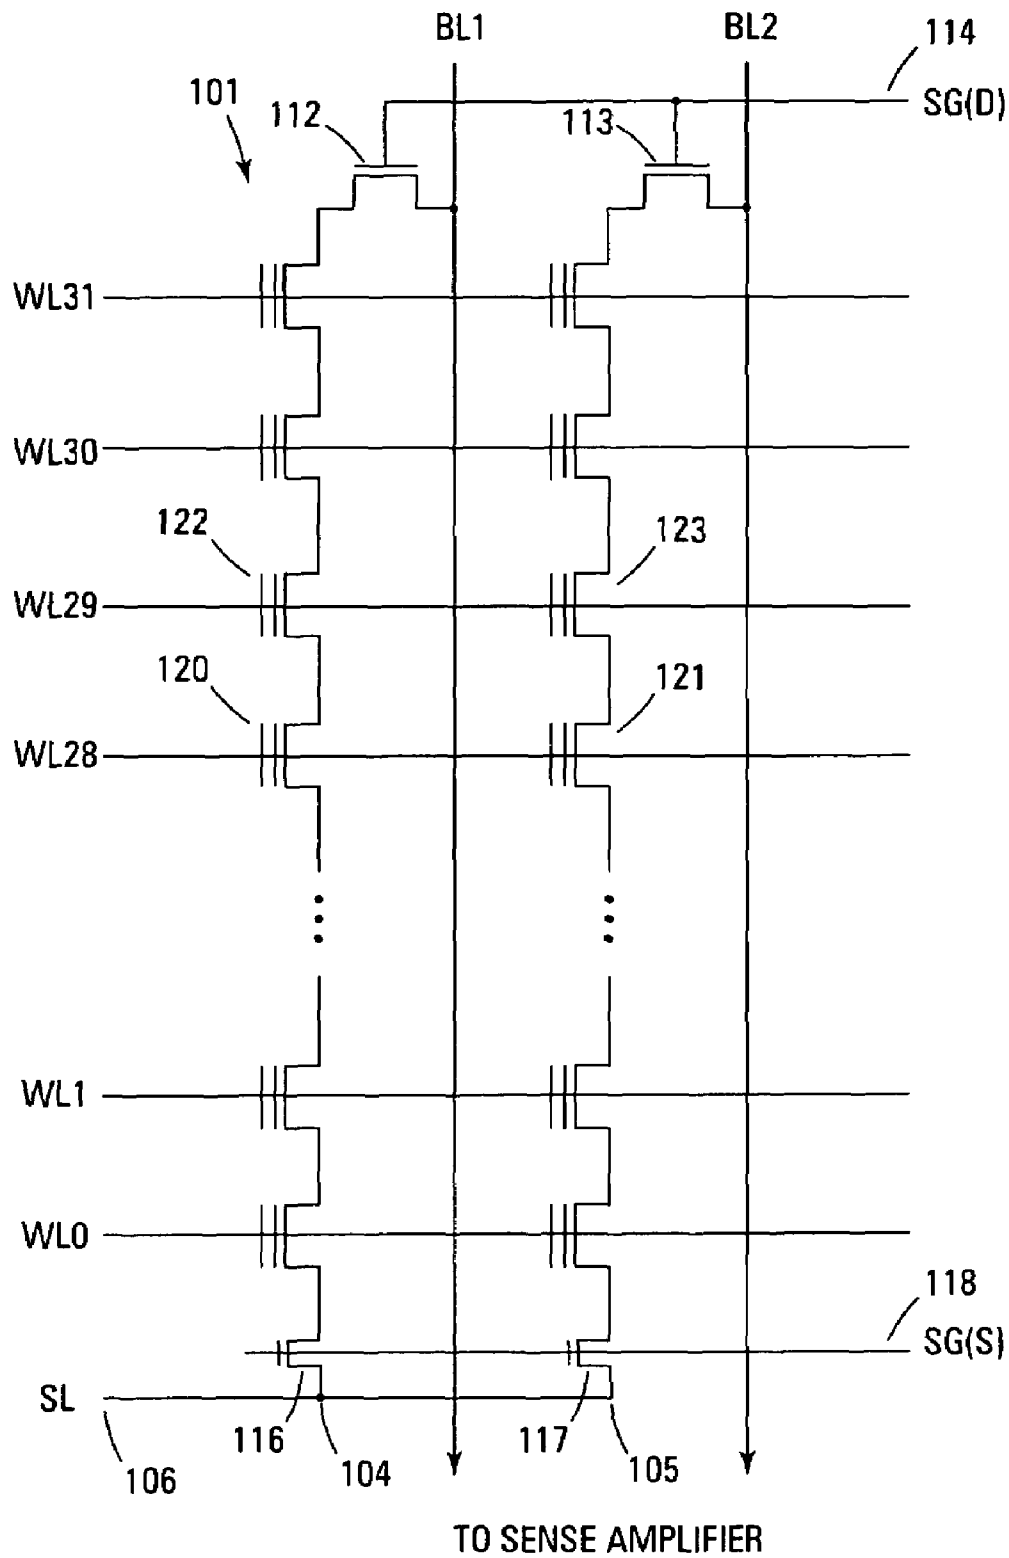 BL1
BL2
114
101
112
113
SG(D)
WL31
WL30
122
123
WL29
120
121
WL28
WL1
WL0
118
SG(S)
SL
116
104
117
105
106
TO SENSE AMPLIFIER